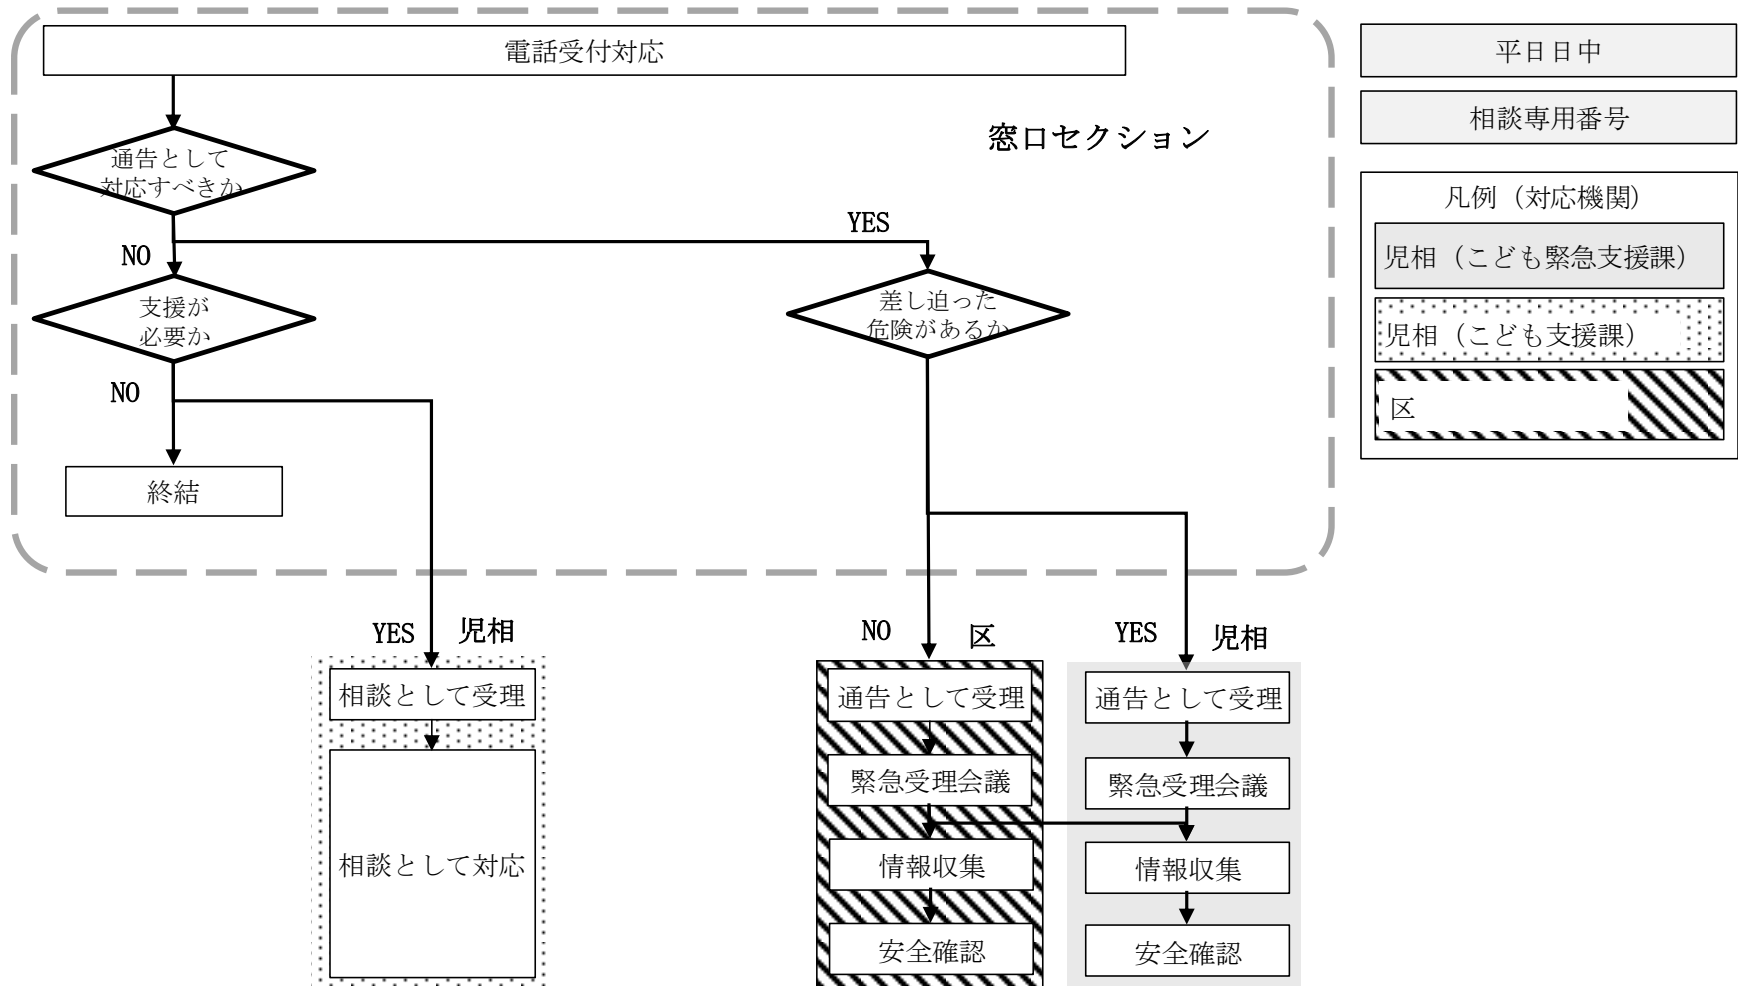 電話受付対応
平日日中
相談専用番号
窓口セクション
通告として
対応すべきか
凡例（対応機関）
児相（こども緊急支援課）
児相（こども支援課）
区
YES
NO
支援が
必要か
差し迫った
危険があるか
NO
終結
YES 児相
NO 区
YES 児相
相談として受理
通告として受理
通告として受理
緊急受理会議
緊急受理会議
相談として対応
情報収集
情報収集
安全確認
安全確認